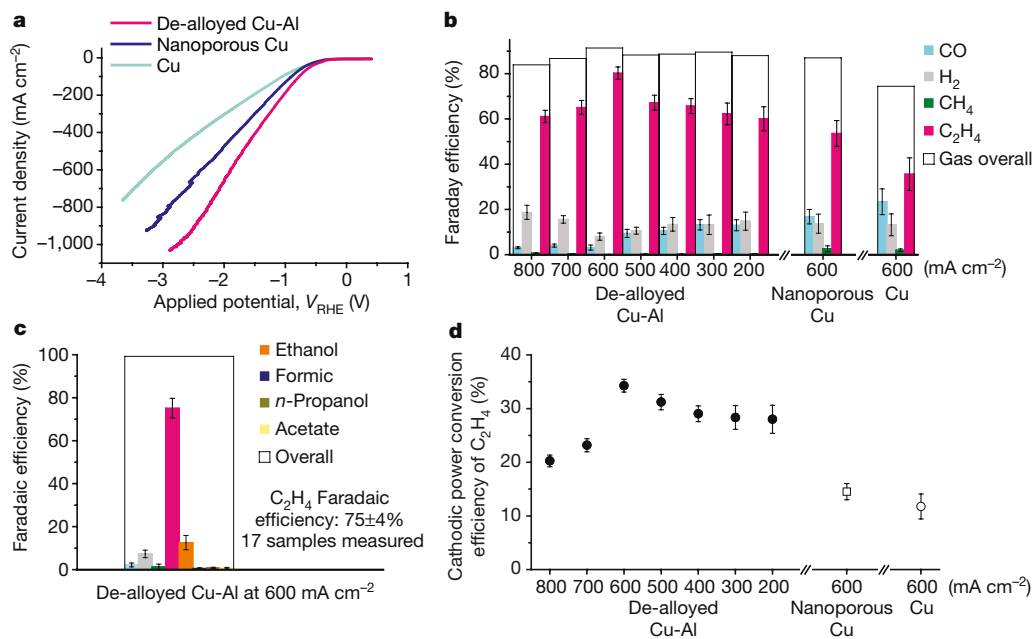 a
De-alloyed Cu-Al
Nanoporous Cu
Cu
Current density (mA cm−2)
0
−200
−400
−600
−800
−1,000
−4 −3 −2 −1 0 1
Applied potential, VRHE (V)
b
Faraday efficiency (%)
80
60
40
20
0
CO
H2
CH4
C2H4
Gas overall
800 700 600 500 400 300 200 600 600 (mA cm−2)
De-alloyed
Cu-Al
Nanoporous
Cu
Cu
c
Faradaic efficiency (%)
100
80
60
40
20
0
Ethanol
Formic
n-Propanol
Acetate
Overall
C2H4 Faradaic
efficiency: 75±4%
17 samples measured
De-alloyed Cu-Al at 600 mA cm−2
d
Cathodic power conversion
efficiency of C2H4 (%)
40
30
20
10
0
800 700 600 500 400 300 200 600 600 (mA cm−2)
De-alloyed
Cu-Al
Nanoporous
Cu
Cu